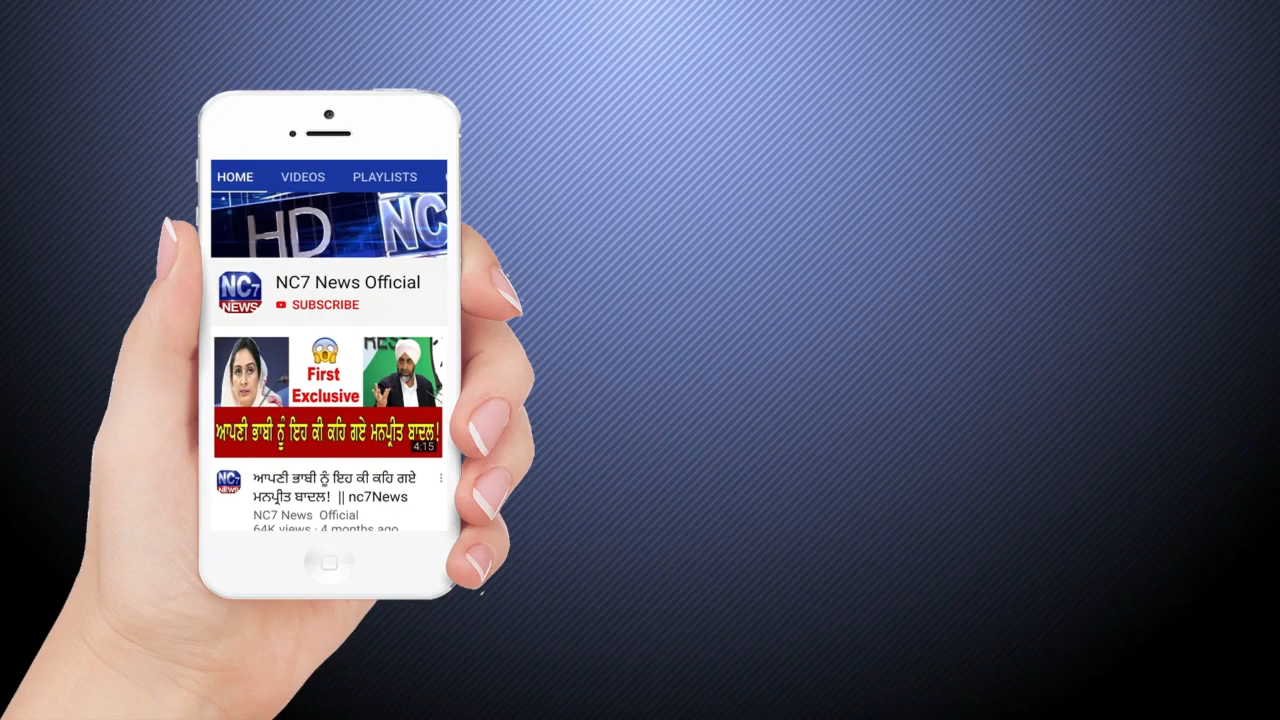 HOME VIDEOS PLAYLISTS
HD NC
NC7 NEWS
NC7 News Official
SUBSCRIBE
First
Exclusive
ਆਪਣੀ ਭਾਬੀ ਨੂੰ ਇਹ ਕੀ ਕਹਿ ਗਏ ਮਨਪ੍ਰੀਤ ਬਾਦਲ!
4:15
NC7 NEWS
ਆਪਣੀ ਭਾਬੀ ਨੂੰ ਇਹ ਕੀ ਕਹਿ ਗਏ
ਮਨਪ੍ਰੀਤ ਬਾਦਲ! || nc7News
NC7 News Official
64K views · 4 months ago